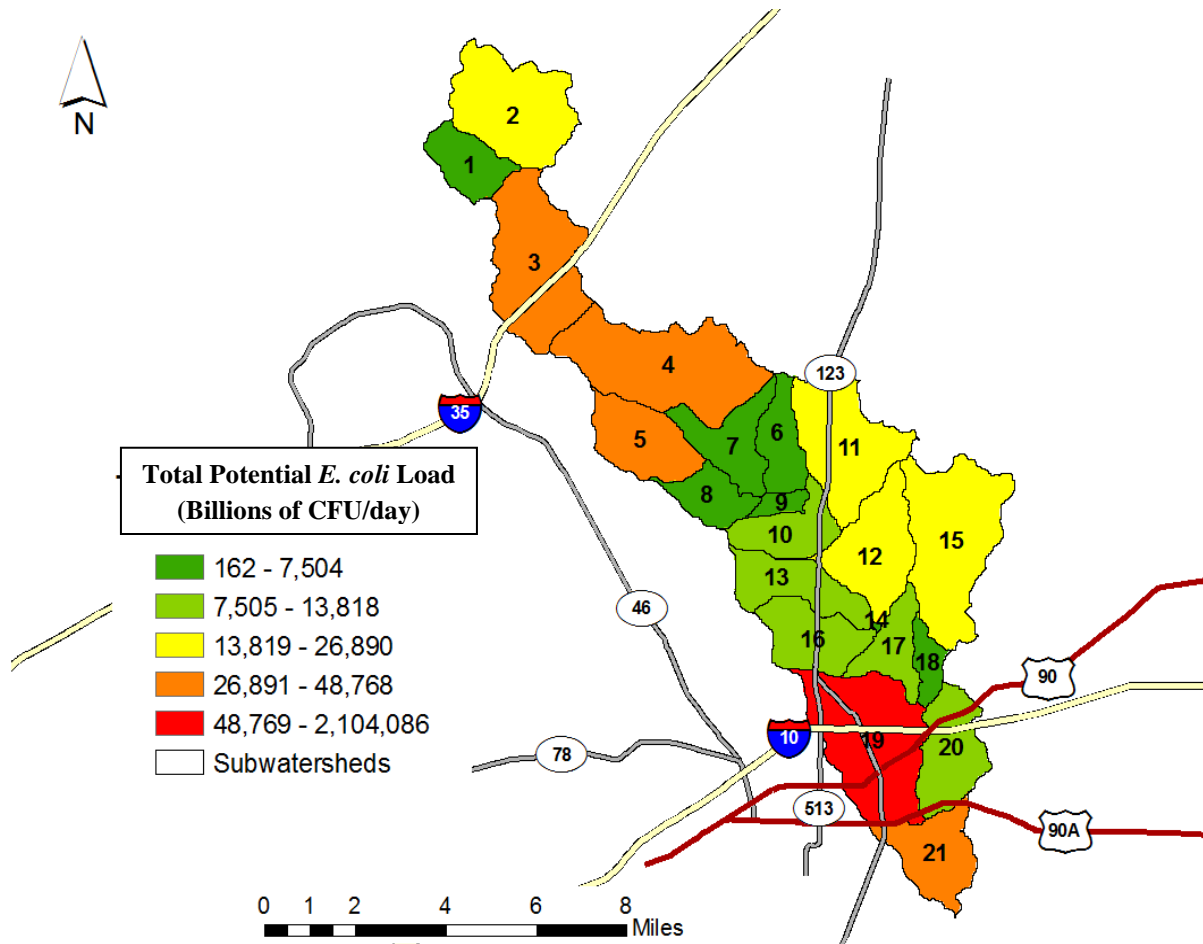 N
2
1
3
4
123
35
5
7
6
11
8
9
10
12
15
13
14
46
16
17
18
90
10
19
20
78
513
90A
21
Total Potential E. coli Load
(Billions of CFU/day)
162 - 7,504
7,505 - 13,818
13,819 - 26,890
26,891 - 48,768
48,769 - 2,104,086
Subwatersheds
0 1 2 4 6 8
Miles